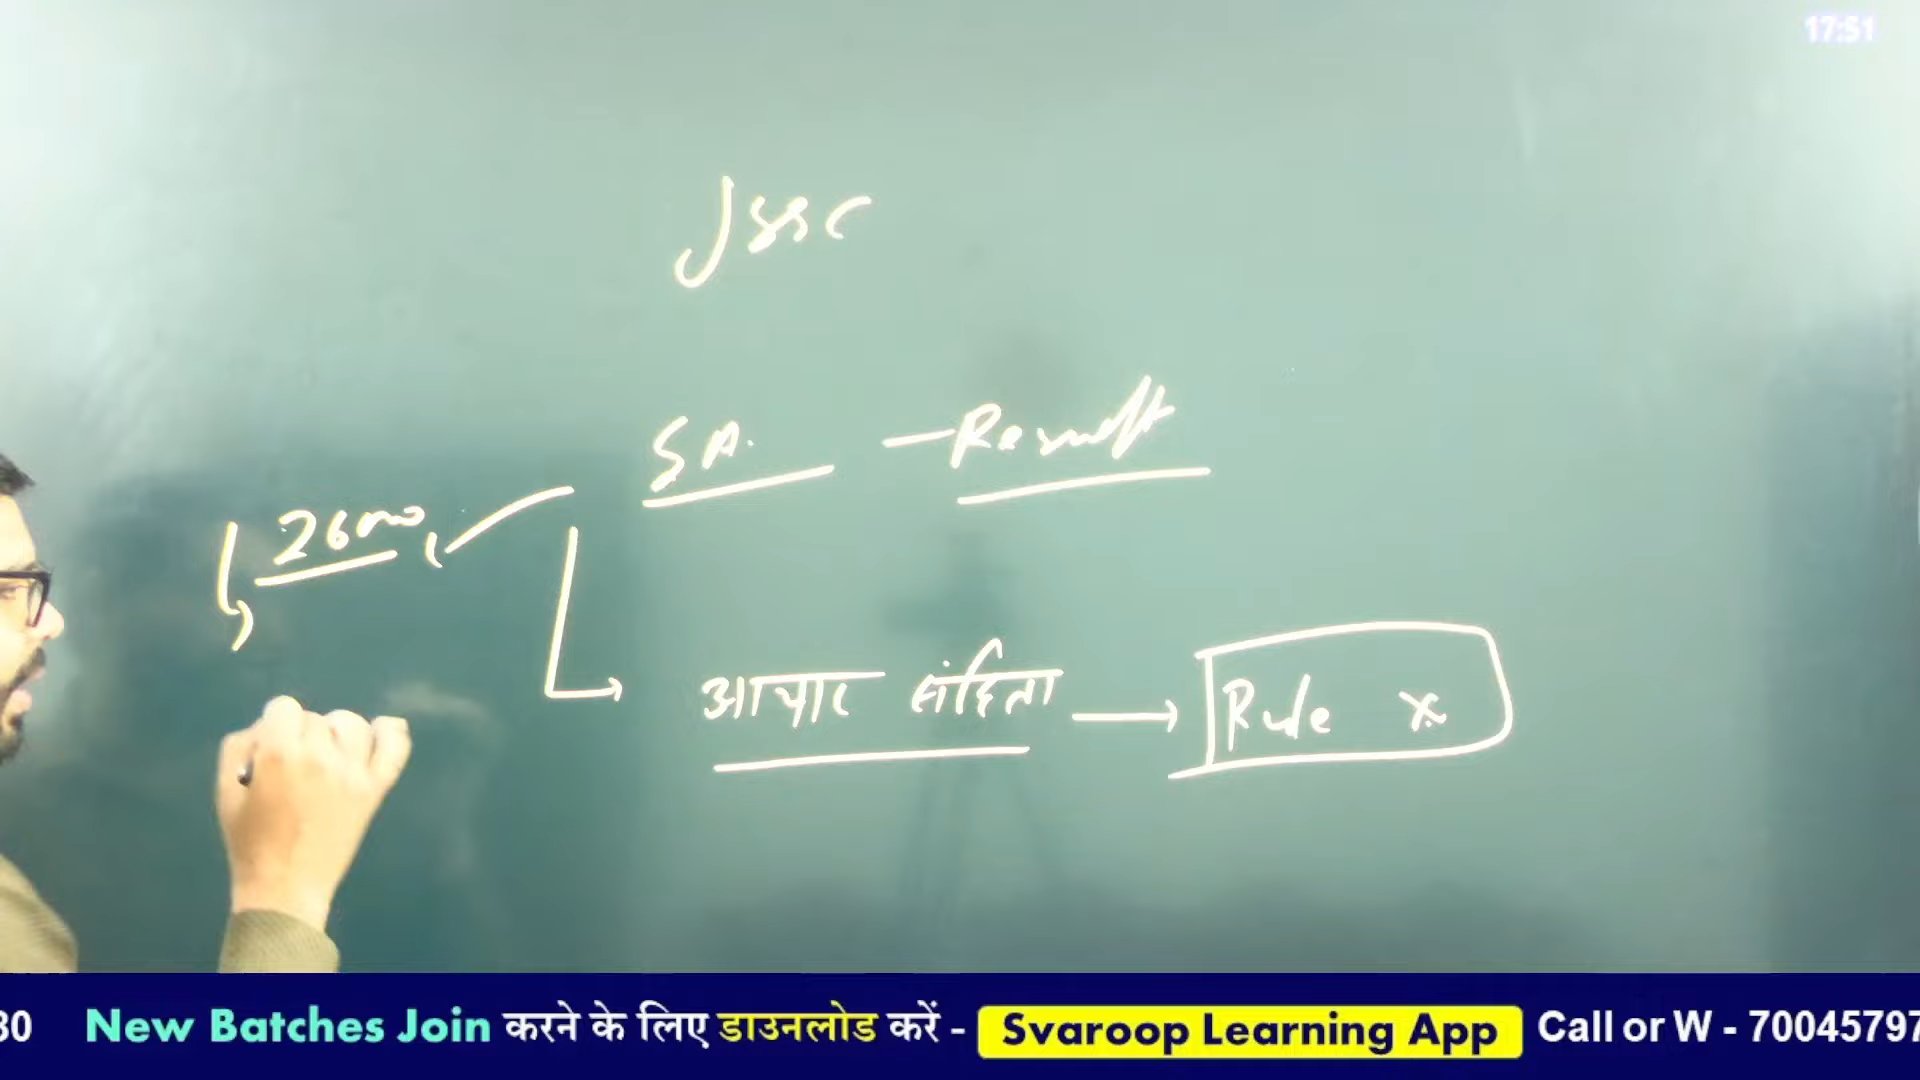 17:51
JSSC
SA. - Result
26000
आचार संहिता → Rule ×
30 New Batches Join करने के लिए डाउनलोड करें - Svaroop Learning App Call or W - 70045797